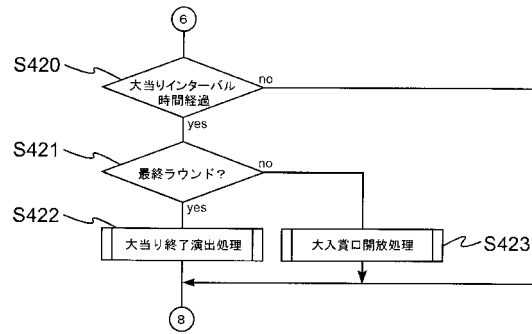 6
S420
大当りインターバル
時間経過
no
yes
S421
最終ラウンド?
no
yes
S422
大当り終了演出処理
大入賞口開放処理
S423
8